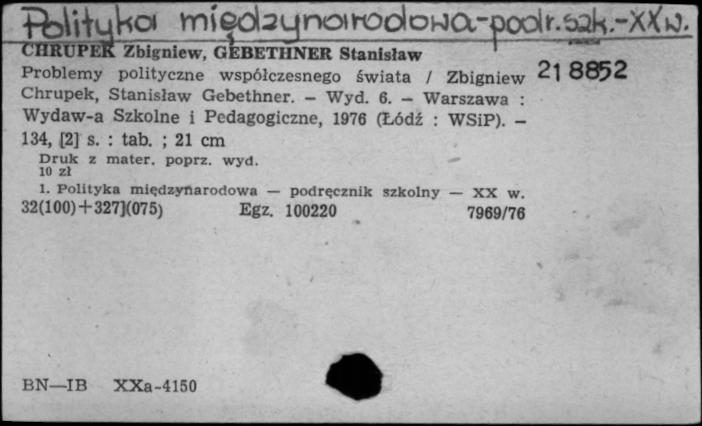 Polityka międzynarodowa-podr.szk.-XXw.
CHRUPEK Zbigniew, GEBETHNER Stanisław
Problemy polityczne współczesnego świata / Zbigniew
21 8852
Chrupek, Stanisław Gebethner. – Wyd. 6. – Warszawa :
Wydaw-a Szkolne i Pedagogiczne, 1976 (Łódź : WSiP). –
134, [2] s. : tab. ; 21 cm
Druk z mater. poprz. wyd.
10 zł
1. Polityka międzynarodowa — podręcznik szkolny — XX w.
32(100)+327](075) Egz. 100220 7969/76
BN—IB XXa-4150